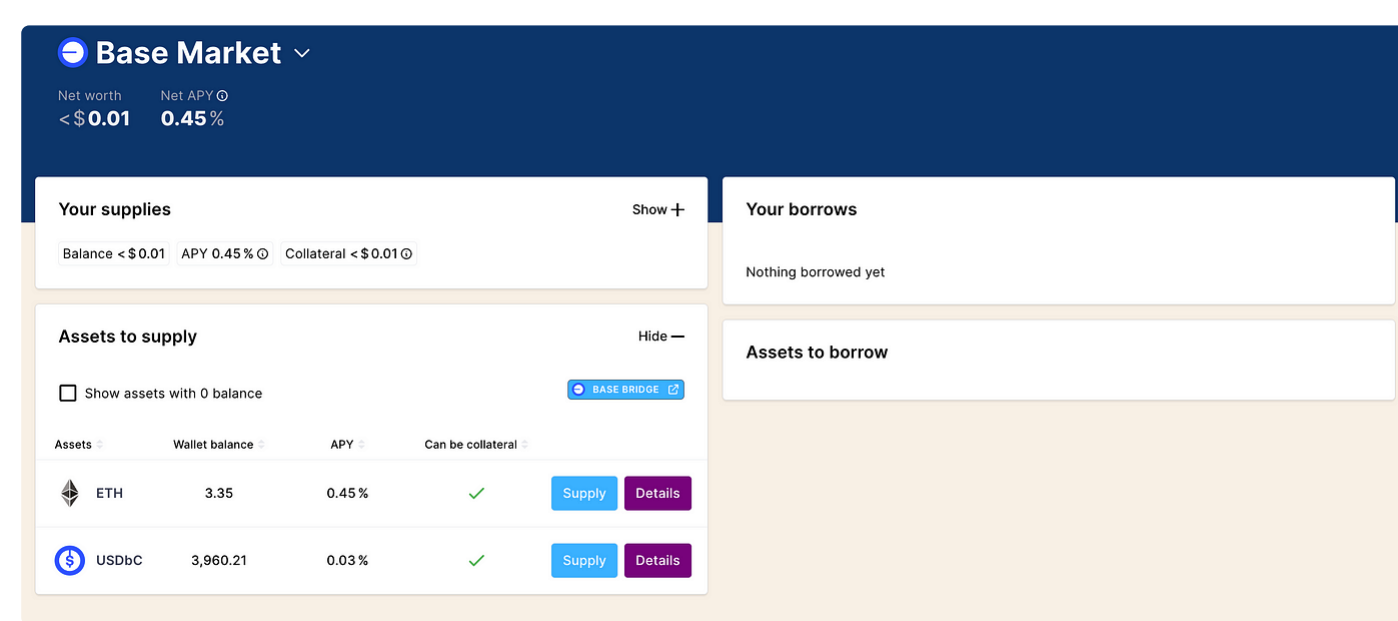 Base Market
Net worth Net APY
<$0.01 0.45%
Your supplies Show
Balance <$0.01 APY 0.45% Collateral <$0.01
Assets to supply Hide
Show assets with 0 balance BASE BRIDGE
Assets Wallet balance APY Can be collateral
ETH 3.35 0.45% Supply Details
USDbC 3,960.21 0.03% Supply Details
Your borrows
Nothing borrowed yet
Assets to borrow